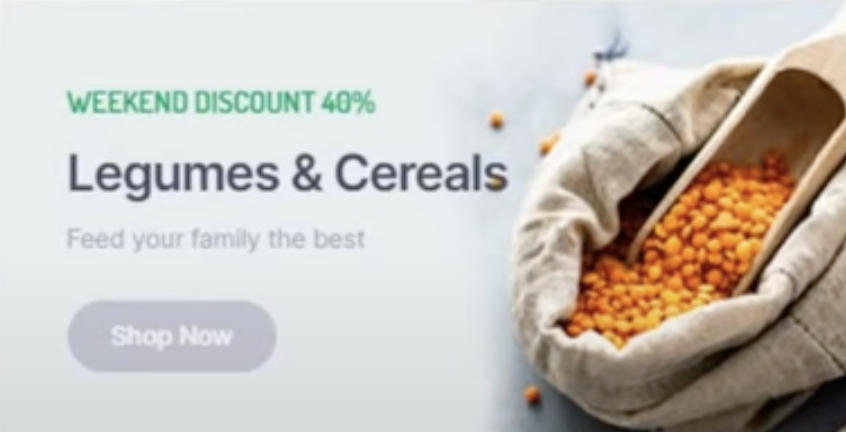 WEEKEND DISCOUNT 40%
Legumes & Cereals
Feed your family the best
Shop Now